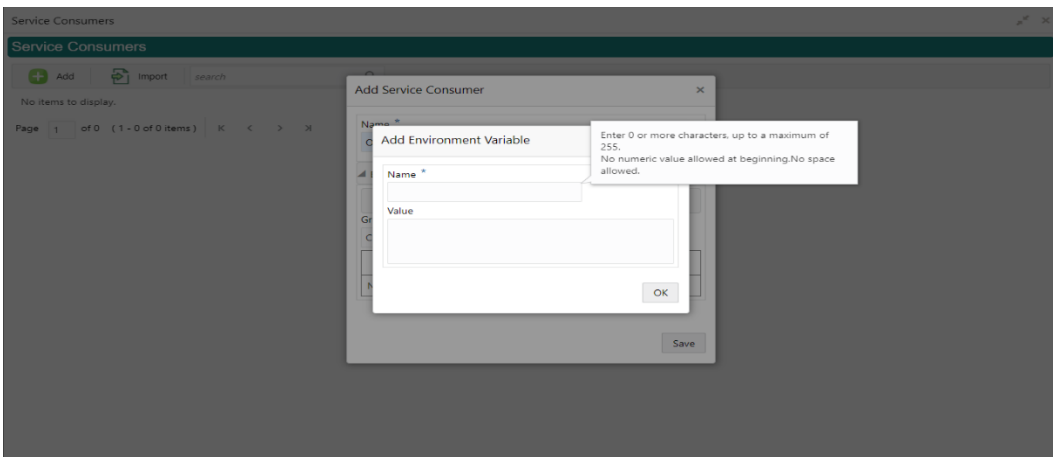 Service Consumers
Service Consumers
Add Import search
No items to display.
Page 1 of 0 (1 - 0 of 0 items)
Add Service Consumer
Name *
Add Environment Variable
Enter 0 or more characters, up to a maximum of
255.
No numeric value allowed at beginning.No space
allowed.
Name *
Value
Gr
C
N
OK
Save